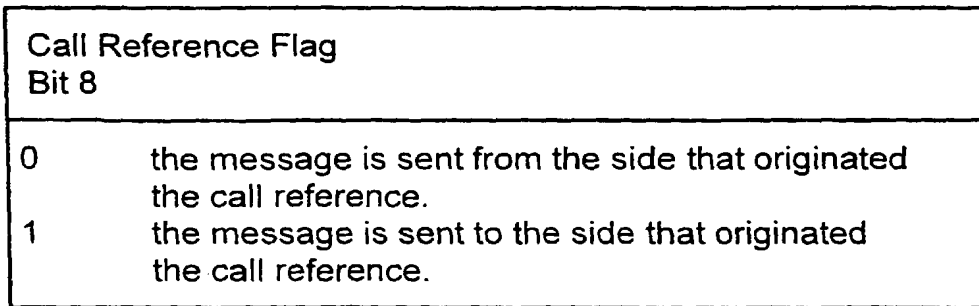 Call Reference Flag
Bit 8
0 the message is sent from the side that originated
the call reference.
1 the message is sent to the side that originated
the call reference.